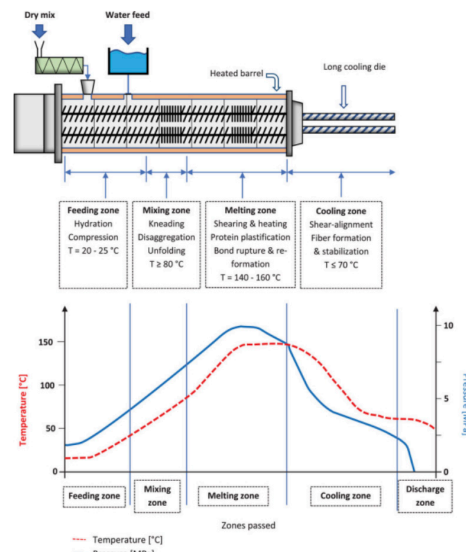 Dry mix
Water feed
Heated barrel
Long cooling die
Feeding zone
Hydration
Compression
T = 20 - 25 °C
Mixing zone
Kneading
Disaggregation
Unfolding
T ≥ 80 °C
Melting zone
Shearing & heating
Protein plastification
Bond rupture & re-
formation
T = 140 - 160 °C
Cooling zone
Shear-alignment
Fiber formation
& stabilization
T ≤ 70 °C
Temperature [°C]
150
100
50
0
10
5
0
Feeding zone
Mixing
zone
Melting zone
Cooling zone
Discharge
zone
Zones passed
Temperature [°C]